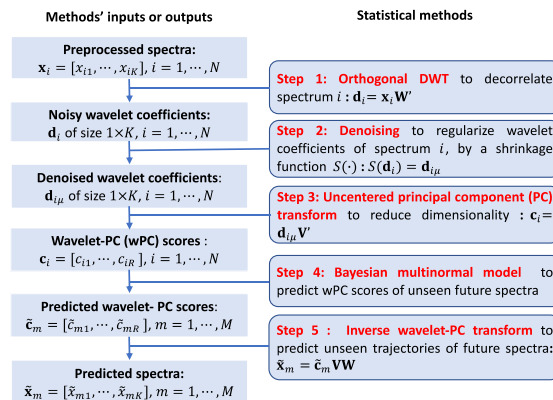 Methods' inputs or outputs
Statistical methods
Preprocessed spectra:
𝐱ᵢ = [xᵢ₁, ⋯, xᵢK], i = 1, ⋯, N
Step 1: Orthogonal DWT to decorrelate
spectrum i : 𝐝ᵢ= 𝐱ᵢ𝐖'
Noisy wavelet coefficients:
𝐝ᵢ of size 1×K, i = 1, ⋯, N
Step 2: Denoising to regularize wavelet
coefficients of spectrum i, by a shrinkage
function S(·) : S(𝐝ᵢ) = 𝐝ᵢμ
Denoised wavelet coefficients:
𝐝ᵢμ of size 1×K, i = 1, ⋯, N
Step 3: Uncentered principal component (PC)
transform to reduce dimensionality : 𝐜ᵢ=
𝐝ᵢμ𝐕'
Wavelet-PC (wPC) scores :
𝐜ᵢ = [cᵢ₁, ⋯, cᵢR ], i = 1, ⋯, N
Step 4: Bayesian multinormal model to
predict wPC scores of unseen future spectra
Predicted wavelet- PC scores:
𝐜̃ₘ = [c̃ₘ₁, ⋯, c̃ₘR], m = 1, ⋯, M
Step 5 : Inverse wavelet-PC transform to
predict unseen trajectories of future spectra:
𝐱̃ₘ = 𝐜̃ₘ𝐕𝐖
Predicted spectra:
𝐱̃ₘ = [x̃ₘ₁, ⋯, x̃ₘK], m = 1, ⋯, M